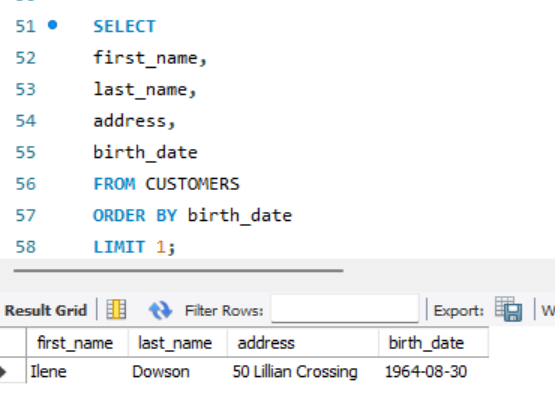 51 SELECT
52 first_name,
53 last_name,
54 address,
55 birth_date
56 FROM CUSTOMERS
57 ORDER BY birth_date
58 LIMIT 1;
Result Grid Filter Rows: Export:
first_name last_name address birth_date
Ilene Dowson 50 Lillian Crossing 1964-08-30